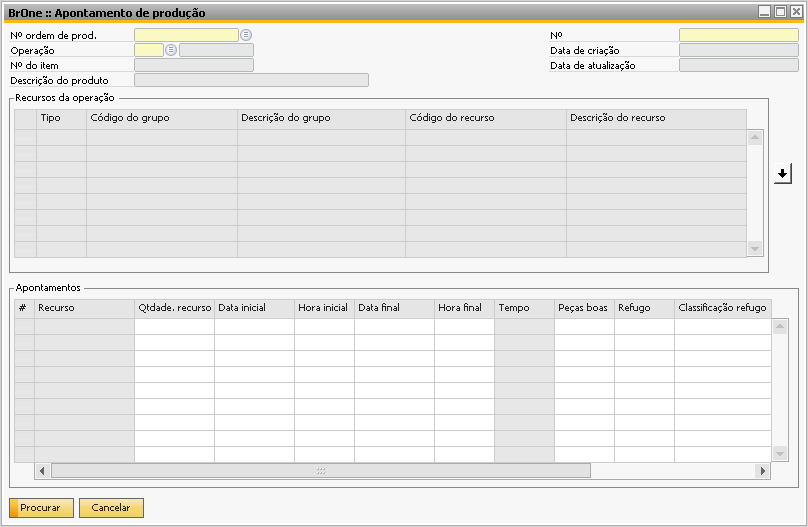 BrOne :: Apontamento de produção
Nº ordem de prod.
Nº
Operação
Data de criação
Nº do item
Data de atualização
Descrição do produto
Recursos da operação
Tipo Código do grupo Descrição do grupo Código do recurso Descrição do recurso
Apontamentos
# Recurso Qtdade. recurso Data inicial Hora inicial Data final Hora final Tempo Peças boas Refugo Classificação refugo
Procurar Cancelar